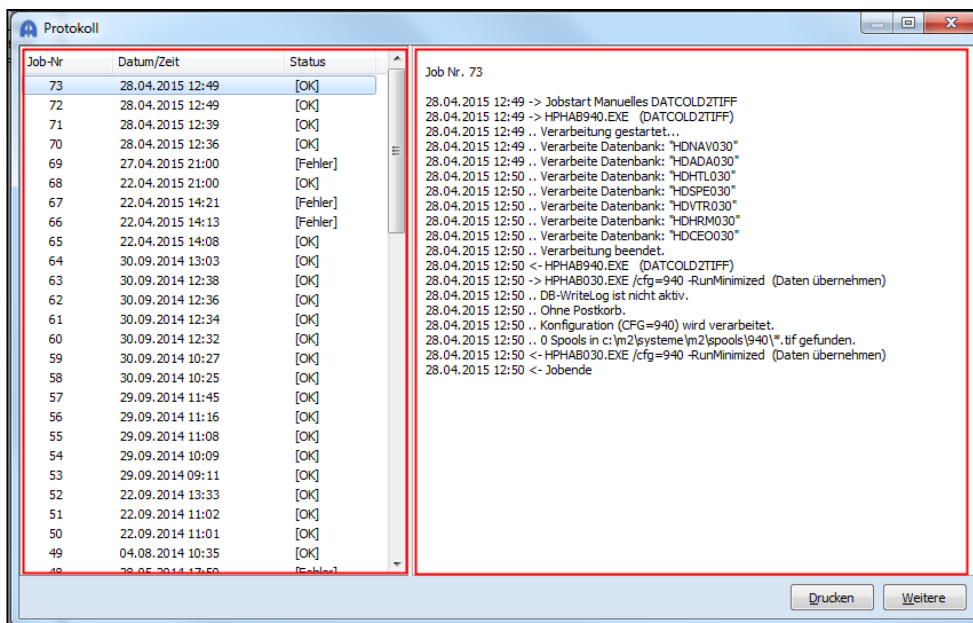 Protokoll
Job-Nr Datum/Zeit Status
73 28.04.2015 12:49 [OK]
72 28.04.2015 12:49 [OK]
71 28.04.2015 12:39 [OK]
70 28.04.2015 12:36 [OK]
69 27.04.2015 21:00 [Fehler]
68 22.04.2015 21:00 [OK]
67 22.04.2015 14:21 [Fehler]
66 22.04.2015 14:13 [Fehler]
65 22.04.2015 14:08 [OK]
64 30.09.2014 13:03 [OK]
63 30.09.2014 12:38 [OK]
62 30.09.2014 12:36 [OK]
61 30.09.2014 12:34 [OK]
60 30.09.2014 12:32 [OK]
59 30.09.2014 10:27 [OK]
58 30.09.2014 10:25 [OK]
57 29.09.2014 11:45 [OK]
56 29.09.2014 11:16 [OK]
55 29.09.2014 11:08 [OK]
54 29.09.2014 10:09 [OK]
53 29.09.2014 09:11 [OK]
52 22.09.2014 13:33 [OK]
51 22.09.2014 11:02 [OK]
50 22.09.2014 11:01 [OK]
49 04.08.2014 10:35 [OK]
48 28.05.2014 17:50 [Fehler]
Job Nr. 73
28.04.2015 12:49 -> Jobstart Manuelles DATCOLD2TIFF
28.04.2015 12:49 -> HPHAB940.EXE (DATCOLD2TIFF)
28.04.2015 12:49 .. Verarbeitung gestartet...
28.04.2015 12:49 .. Verarbeite Datenbank: "HDNAV030"
28.04.2015 12:49 .. Verarbeite Datenbank: "HDADA030"
28.04.2015 12:50 .. Verarbeite Datenbank: "HDHTL030"
28.04.2015 12:50 .. Verarbeite Datenbank: "HDSPE030"
28.04.2015 12:50 .. Verarbeite Datenbank: "HDVTR030"
28.04.2015 12:50 .. Verarbeite Datenbank: "HDHRM030"
28.04.2015 12:50 .. Verarbeite Datenbank: "HDCEO030"
28.04.2015 12:50 .. Verarbeitung beendet.
28.04.2015 12:50 <- HPHAB940.EXE (DATCOLD2TIFF)
28.04.2015 12:50 -> HPHAB030.EXE /cfg=940 -RunMinimized (Daten übernehmen)
28.04.2015 12:50 .. DB-WriteLog ist nicht aktiv.
28.04.2015 12:50 .. Ohne Postkorb.
28.04.2015 12:50 .. Konfiguration (CFG=940) wird verarbeitet.
28.04.2015 12:50 .. 0 Spools in c:\m2\systeme\m2\spools\940\*.tif gefunden.
28.04.2015 12:50 <- HPHAB030.EXE /cfg=940 -RunMinimized (Daten übernehmen)
28.04.2015 12:50 <- Jobende
Drucken Weitere